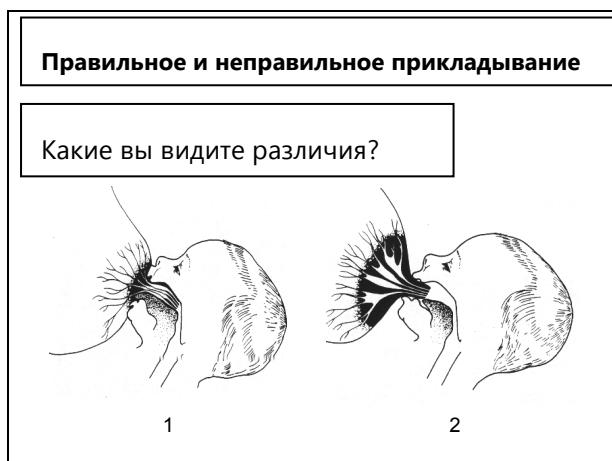 Правильное и неправильное прикладывание
Какие вы видите различия?
1 2